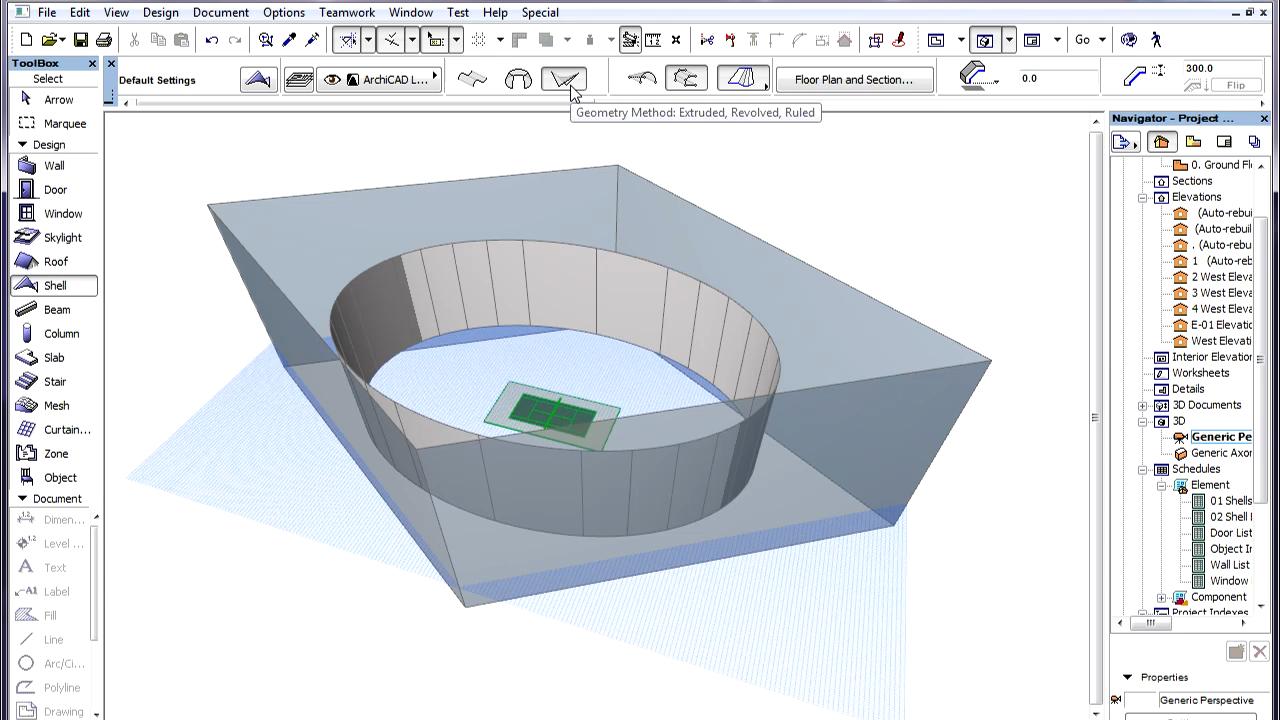 File Edit View Design Document Options Teamwork Window Test Help Special
Go
ToolBox
Select
Arrow
Marquee
Design
Wall
Door
Window
Skylight
Roof
Shell
Beam
Column
Slab
Stair
Mesh
Curtain...
Zone
Object
Document
Dimen...
Level ...
Text
A1 Label
Fill
Line
Arc/Ci...
Polyline
Drawing
Default Settings
ArchiCAD L...
Floor Plan and Section...
0.0
300.0
Flip
Geometry Method: Extruded, Revolved, Ruled
Navigator - Project ...
0. Ground Fl
Sections
Elevations
(Auto-rebui
(Auto-rebuil
. (Auto-rebu
1 (Auto-reb
2 West Eleva
3 West Eleva
4 West Eleva
E-01 Elevatic
West Elevati
Interior Elevation
Worksheets
Details
3D Documents
3D
Generic Pe
Generic Axor
Schedules
Element
01 Shells
02 Shell I
Door List
Object Ir
Wall List
Window
Component
Project Indexes
Properties
Generic Perspective